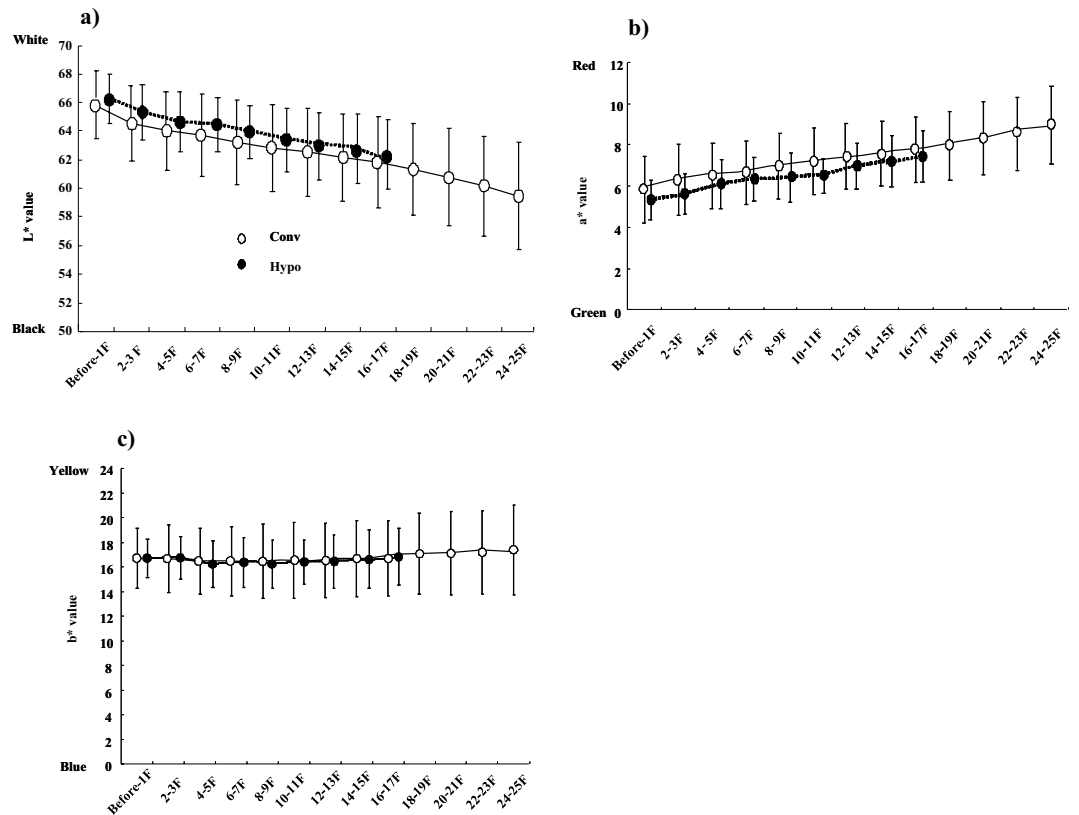 a)
White
70
68
66
64
62
60
58
56
54
52
Black 50
L* value
Conv
Hypo
Before-1F 2-3 F 4-5F 6-7F 8-9F 10-11F 12-13F 14-15F 16-17F 18-19F 20-21F 22-23F 24-25F
b)
Red
12
10
8
6
4
2
Green 0
a* value
Before-1F 2-3F 4-5F 6-7F 8-9F 10-11F 12-13F 14-15F 16-17F 18-19F 20-21F 22-23F 24-25F
c)
Yellow 24
22
20
18
16
14
12
10
8
6
4
2
Blue 0
b* value
Before-1F 2-3F 4-5F 6-7F 8-9F 10-11F 12-13F 14-15F 16-17F 18-19F 20-21F 22-23F 24-25F